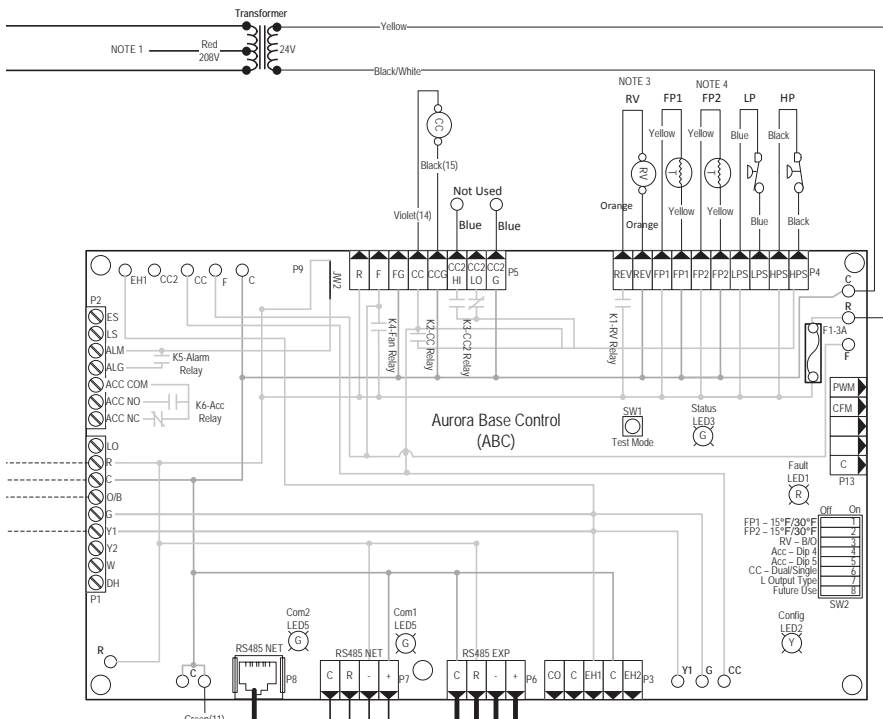 Transformer
Yellow
NOTE 1
Red
208V
24V
Black/White
NOTE 3
NOTE 4
RV
FP1
FP2
LP
HP
CC
Yellow
Yellow
Blue
Black
T
T
RV
Black(15)
Not Used
Violet(14)
Blue
Blue
Orange
Orange
Yellow
Yellow
Blue
Black
EH1
CC2
CC
F
C
P9
JW2
R
F
FG
CC
CCG
CC2
HI
CC2
LO
CC2
G
P5
REV
REV
FP1
FP1
FP2
FP2
LPS
LPS
HPS
HPS
P4
C
R
F1-3A
F
P2
ES
LS
ALM
ALG
ACC COM
ACC NO
ACC NC
K5-Alarm
Relay
K6-Acc
Relay
K4-Fan Relay
K2-CC Relay
K3-CC2 Relay
K1-RV Relay
Aurora Base Control
(ABC)
SW1
Test Mode
Status
LED3
G
PWM
CFM
C
P13
LO
R
C
O/B
G
Y1
Y2
W
DH
P1
Fault
LED1
R
Off
On
FP1 – 15°F/30°F
1
FP2 – 15°F/30°F
2
RV – B/O
3
Acc – Dip 4
4
Acc – Dip 5
5
CC – Dual/Single
6
L Output Type
7
Future Use
8
SW2
Config
LED2
Y
Com2
LED5
G
Com1
LED5
G
R
C
RS485 NET
P8
RS485 NET
C
R
-
+
P7
RS485 EXP
C
R
-
+
P6
CO
C
EH1
C
EH2
P3
Y1
G
CC
Green(11)